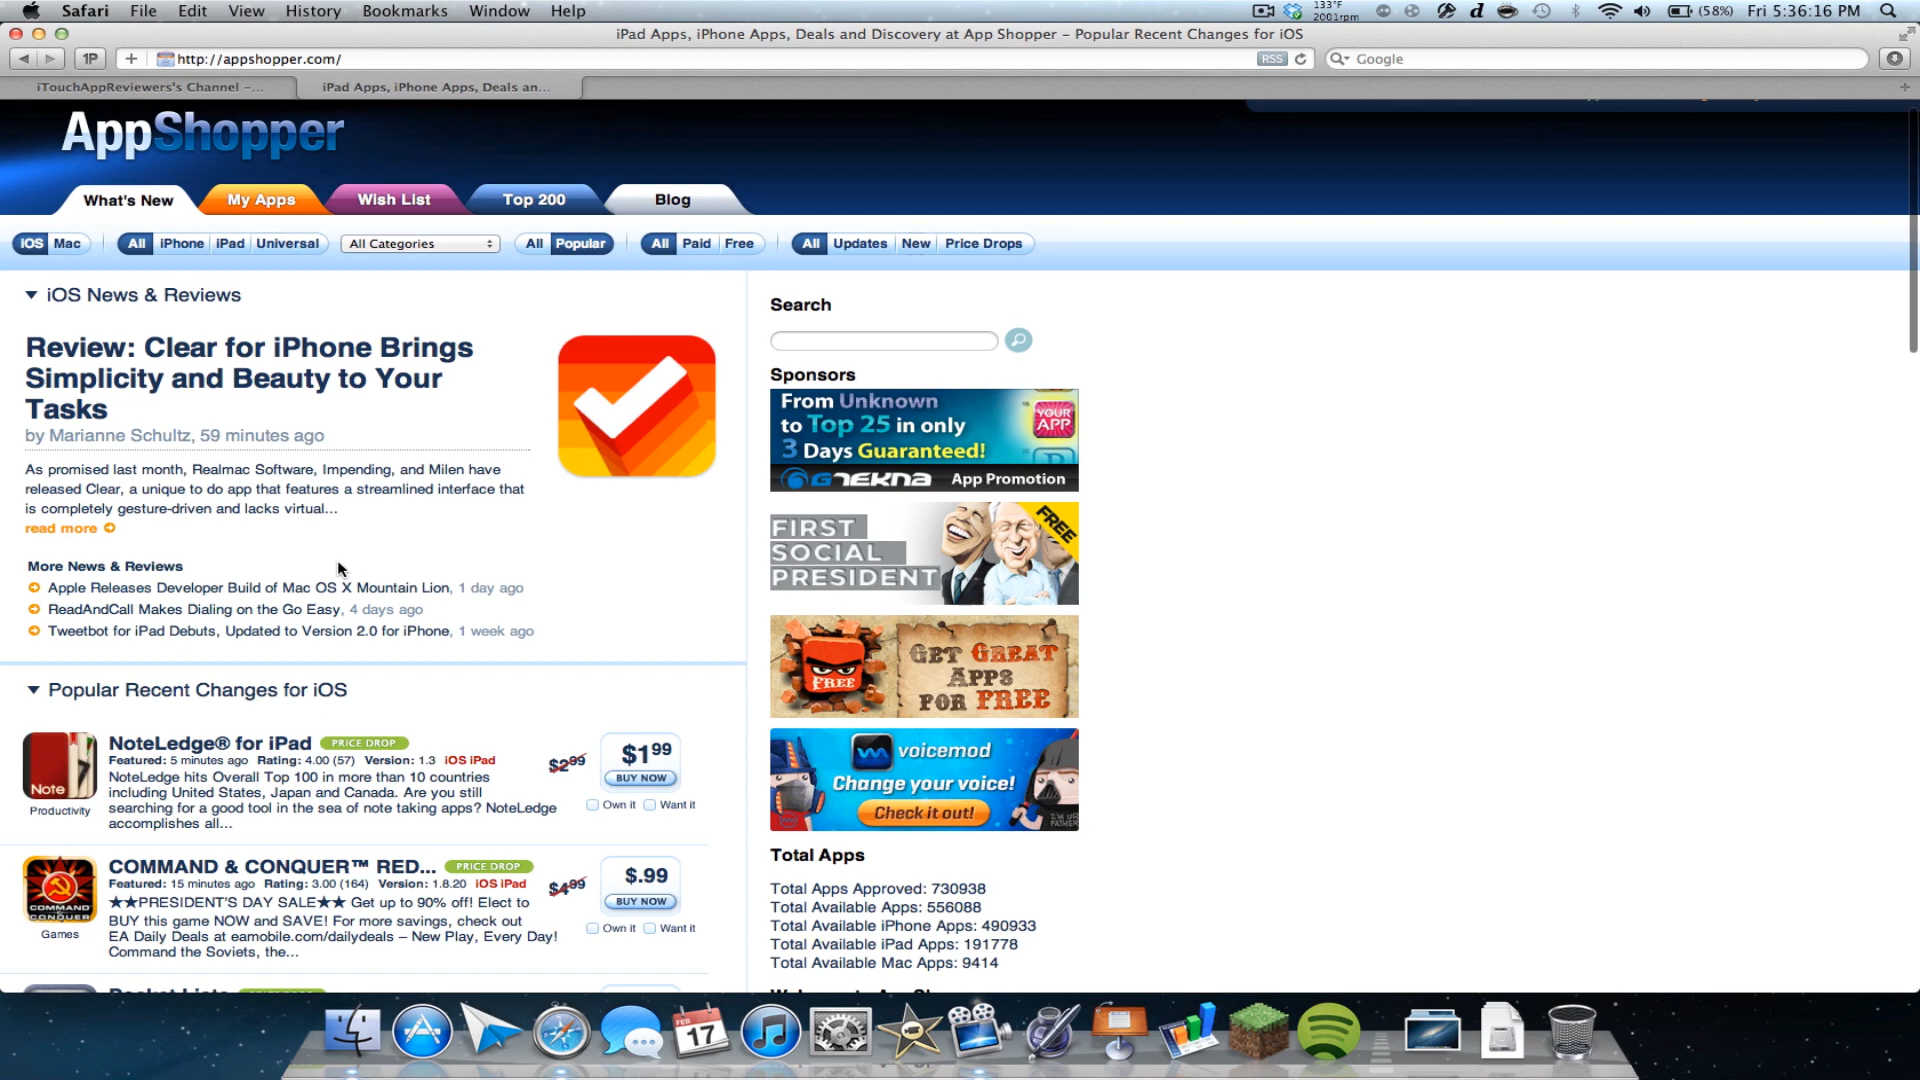 Safari File Edit View History Bookmarks Window Help
133°F
2001rpm
(58%) Fri 5:36:16 PM
iPad Apps, iPhone Apps, Deals and Discovery at App Shopper – Popular Recent Changes for iOS
1P
http://appshopper.com/
RSS
Google
iTouchAppReviewers's Channel –...
iPad Apps, iPhone Apps, Deals an...
AppShopper
What's New My Apps Wish List Top 200 Blog
iOS Mac All iPhone iPad Universal All Categories All Popular All Paid Free All Updates New Price Drops
iOS News & Reviews
Review: Clear for iPhone Brings
Simplicity and Beauty to Your
Tasks
by Marianne Schultz, 59 minutes ago
As promised last month, Realmac Software, Impending, and Milen have
released Clear, a unique to do app that features a streamlined interface that
is completely gesture-driven and lacks virtual...
read more
More News & Reviews
Apple Releases Developer Build of Mac OS X Mountain Lion, 1 day ago
ReadAndCall Makes Dialing on the Go Easy, 4 days ago
Tweetbot for iPad Debuts, Updated to Version 2.0 for iPhone, 1 week ago
Popular Recent Changes for iOS
Note
Productivity
NoteLedge® for iPad PRICE DROP
Featured: 5 minutes ago Rating: 4.00 (57) Version: 1.3 iOS iPad
NoteLedge hits Overall Top 100 in more than 10 countries
including United States, Japan and Canada. Are you still
searching for a good tool in the sea of note taking apps? NoteLedge
accomplishes all...
$2.99
$1.99
BUY NOW
Own it Want it
COMMAND
CONQUER
Games
COMMAND & CONQUER™ RED... PRICE DROP
Featured: 15 minutes ago Rating: 3.00 (164) Version: 1.8.20 iOS iPad
★★PRESIDENT'S DAY SALE★★ Get up to 90% off! Elect to
BUY this game NOW and SAVE! For more savings, check out
EA Daily Deals at eamobile.com/dailydeals – New Play, Every Day!
Command the Soviets, the...
$4.99
$.99
BUY NOW
Own it Want it
Search
Sponsors
From Unknown
to Top 25 in only
3 Days Guaranteed!
YOUR
APP
GTEKNA App Promotion
FIRST
SOCIAL
PRESIDENT
FREE
FREE
GET GREAT
APPS
FOR FREE
voicemod
Change your voice!
Check it out!
I'M UR
FATHER
Total Apps
Total Apps Approved: 730938
Total Available Apps: 556088
Total Available iPhone Apps: 490933
Total Available iPad Apps: 191778
Total Available Mac Apps: 9414
FEB
17